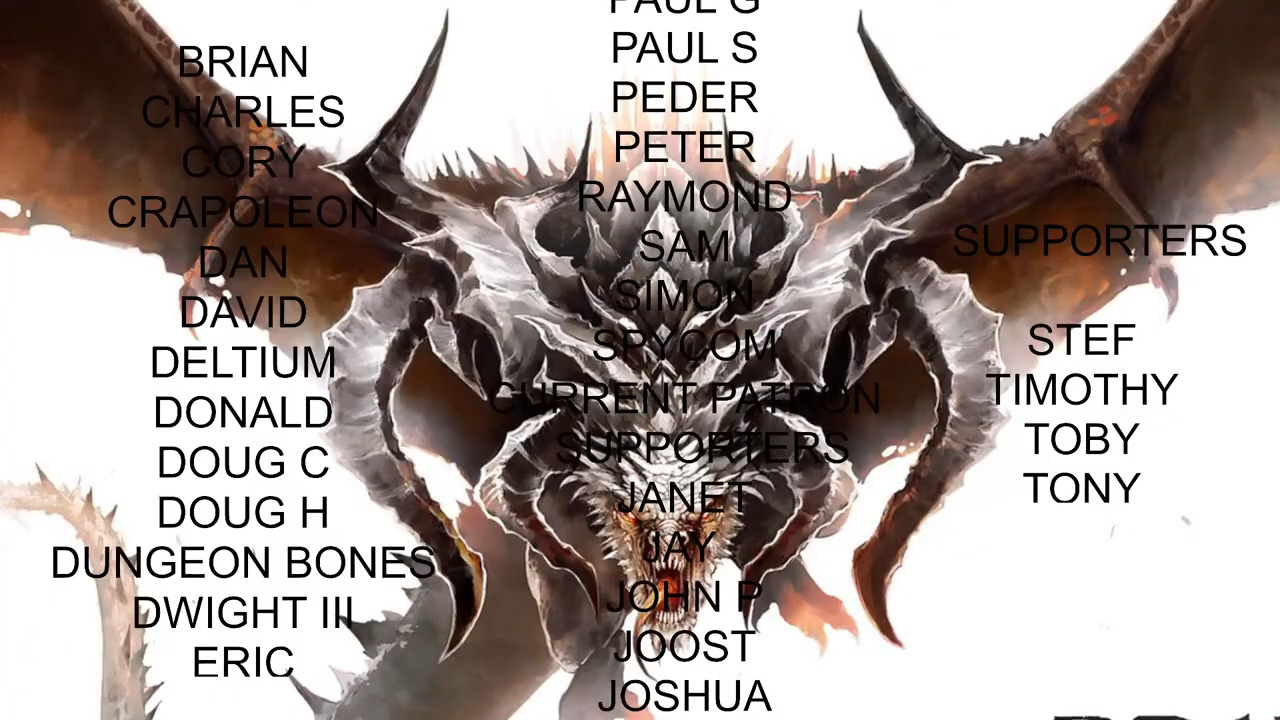 BRIAN
CHARLES
CORY
CRAPOLEON
DAN
DAVID
DELTIUM
DONALD
DOUG C
DOUG H
DUNGEON BONES
DWIGHT III
ERIC
PAUL G
PAUL S
PEDER
PETER
RAYMOND
SAM
SIMON
SPYCOM
CURRENT PATRON
SUPPORTERS
JANET
JAY
JOHN P
JOOST
JOSHUA
SUPPORTERS
STEF
TIMOTHY
TOBY
TONY